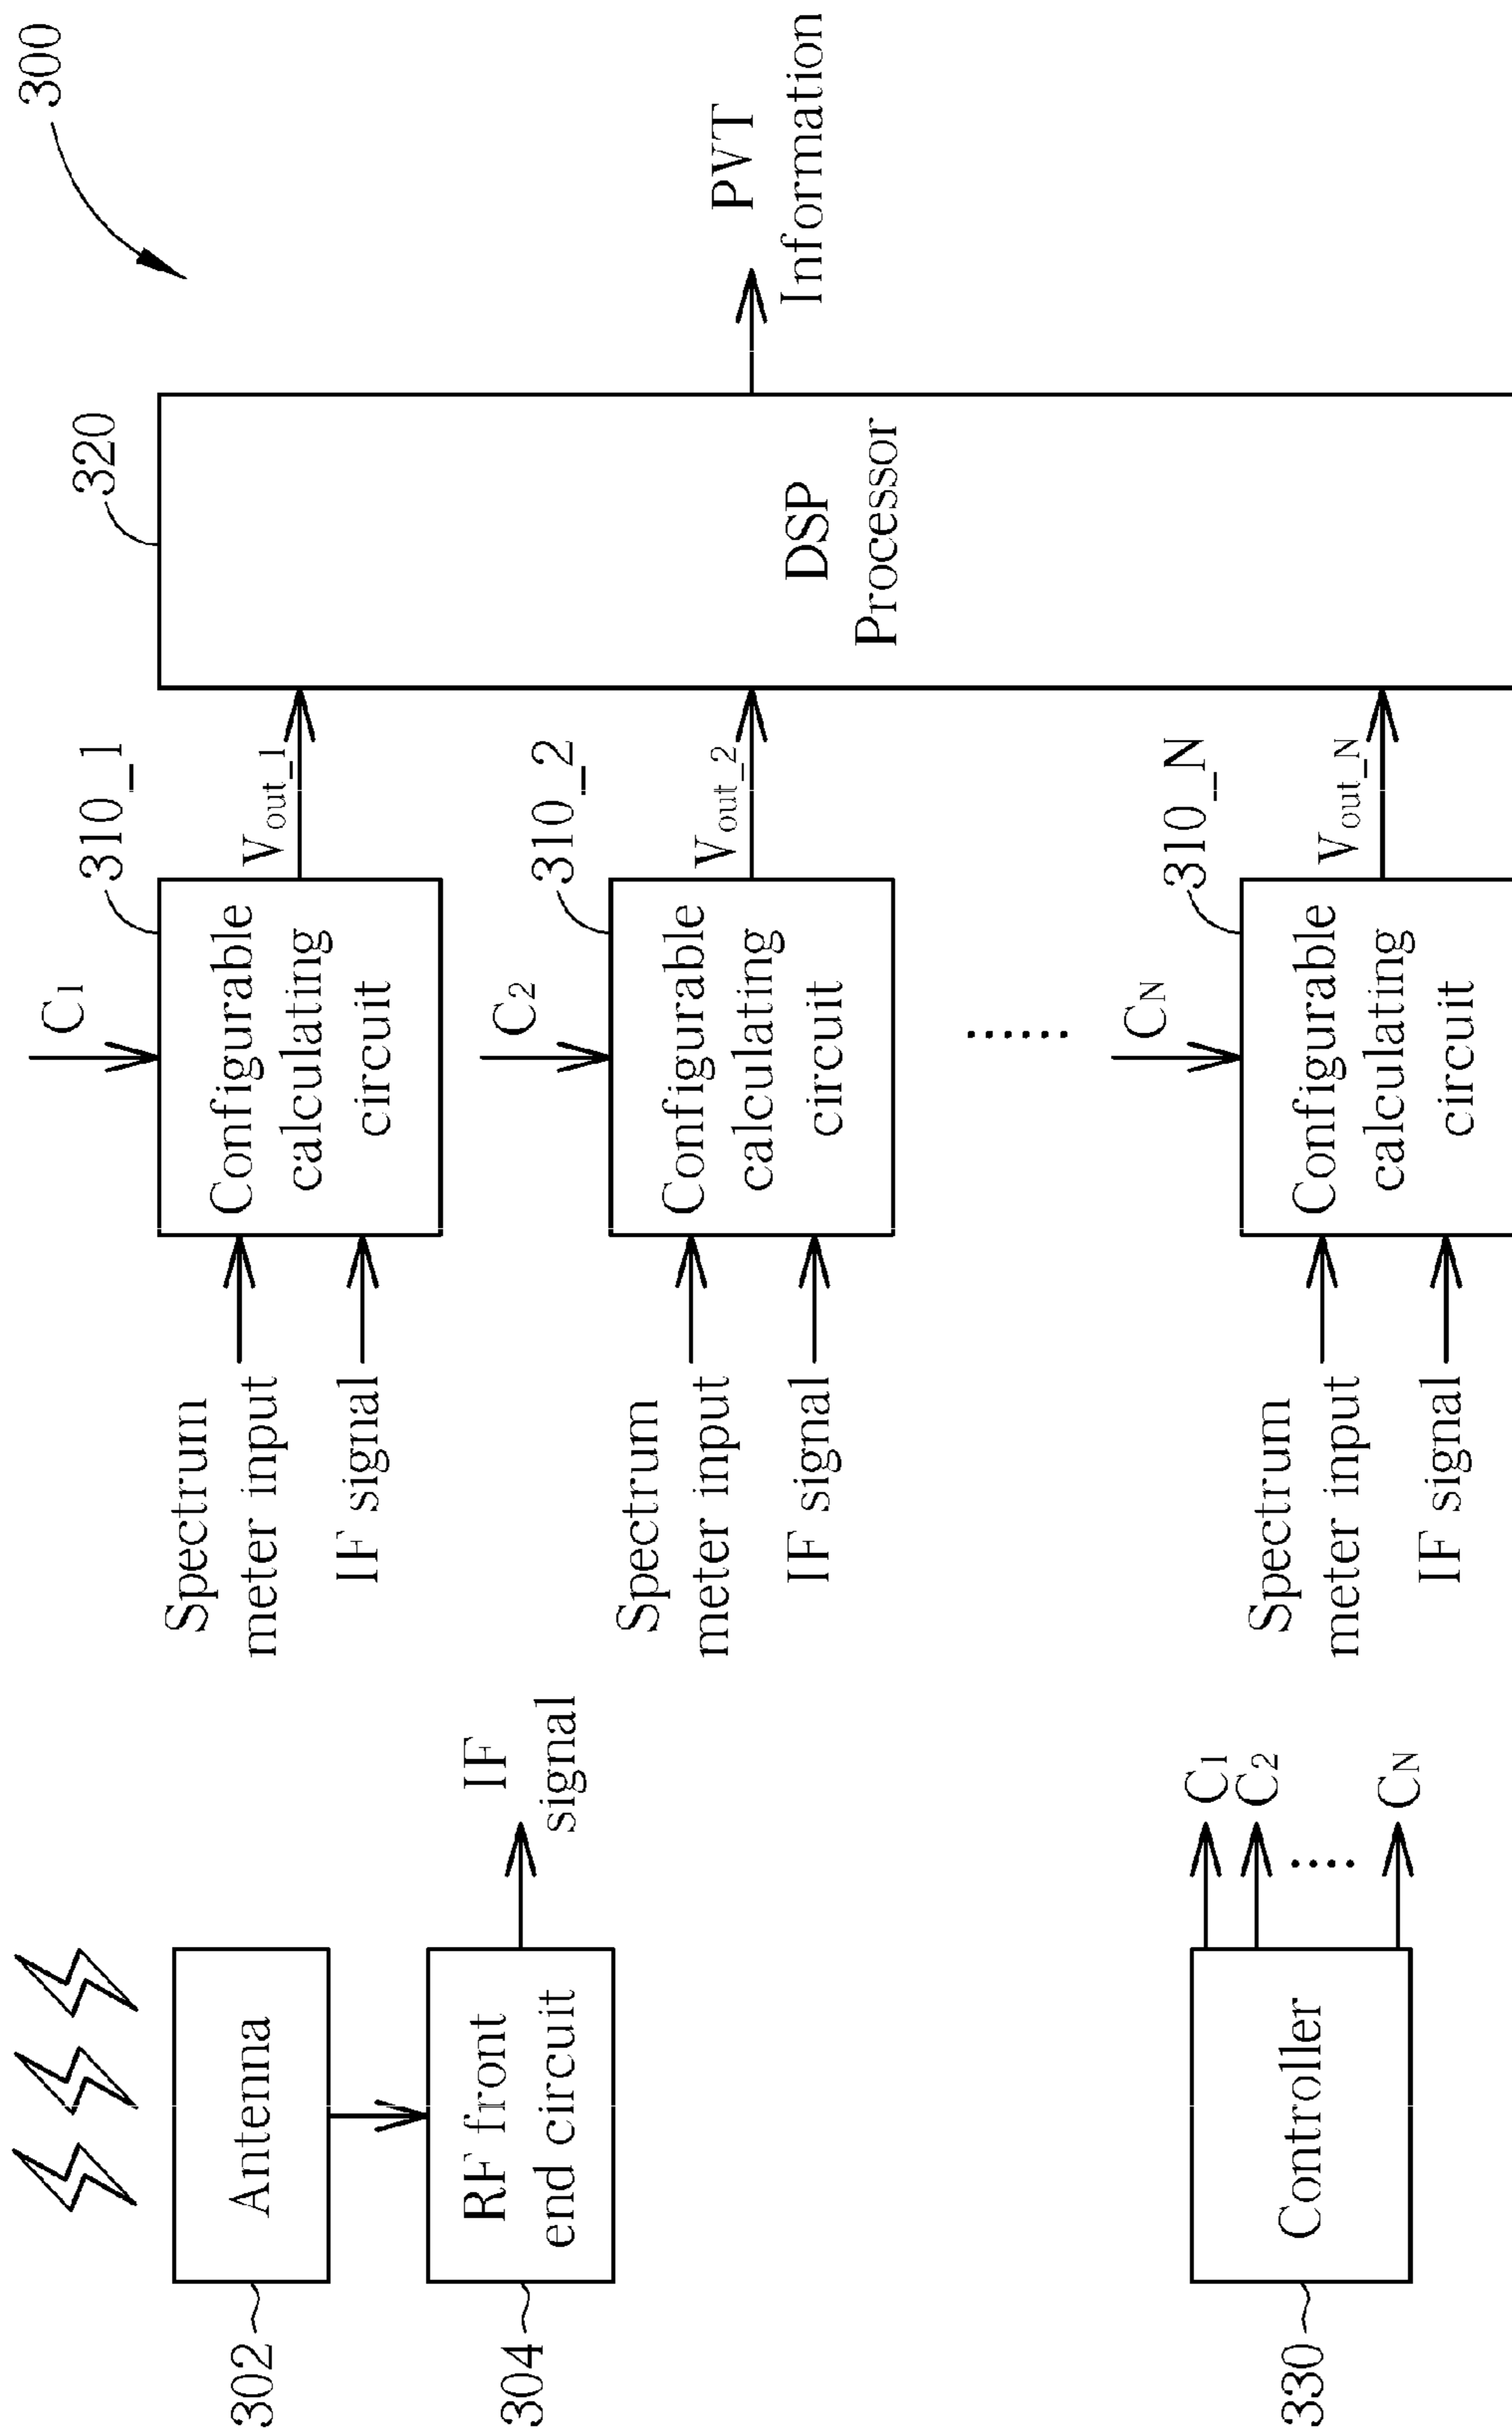 300
302
Antenna
304
RF front
end circuit
IF
signal
330
Controller
C1
C2
....
CN
Spectrum
meter input
IF signal
C1
310_1
Configurable
calculating
circuit
Vout_1
Spectrum
meter input
IF signal
C2
310_2
Configurable
calculating
circuit
Vout_2
......
Spectrum
meter input
IF signal
CN
310_N
Configurable
calculating
circuit
Vout_N
320
DSP
Processor
PVT
Information